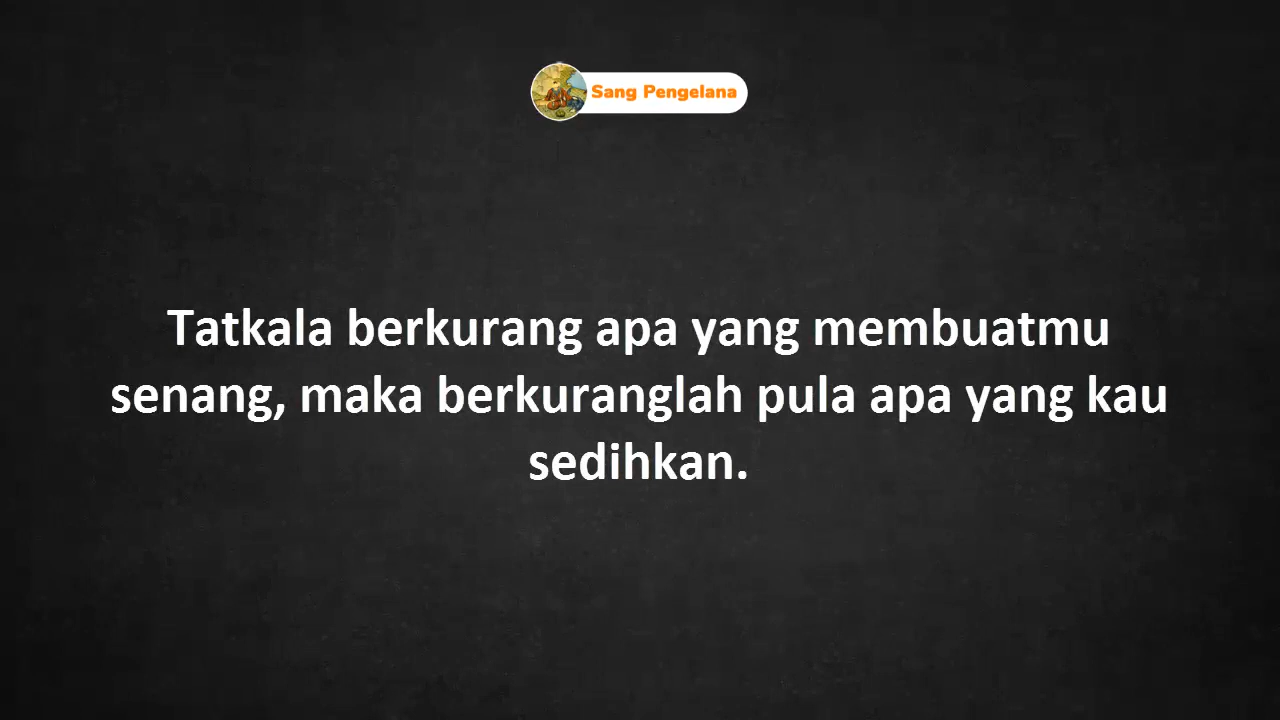 Sang Pengelana
Tatkala berkurang apa yang membuatmu
senang, maka berkuranglah pula apa yang kau
sedihkan.